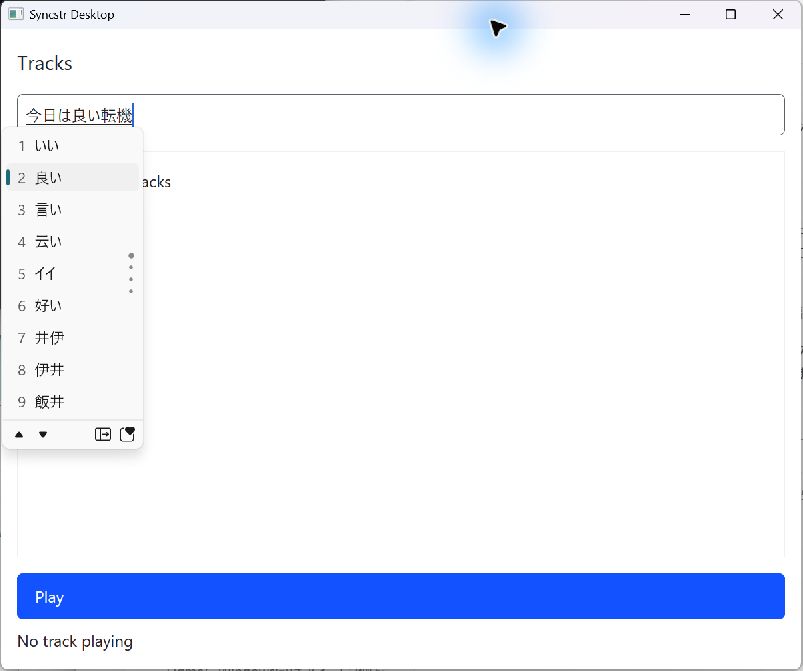 Syncstr Desktop
Tracks
今日は良い転機
1 いい
2 良い
acks
3 言い
4 云い
5 イイ
6 好い
7 井伊
8 伊井
9 飯井
Play
No track playing